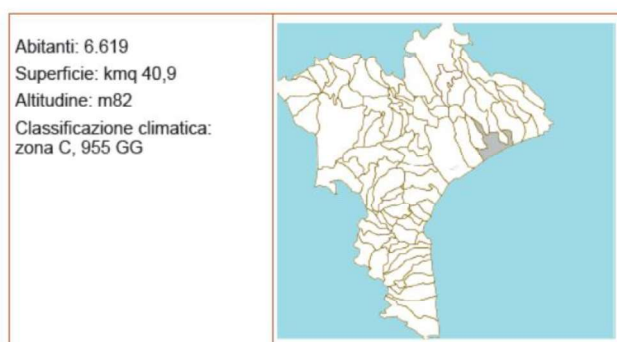 Abitanti: 6.619
Superficie: kmq 40,9
Altitudine: m82
Classificazione climatica:
zona C, 955 GG